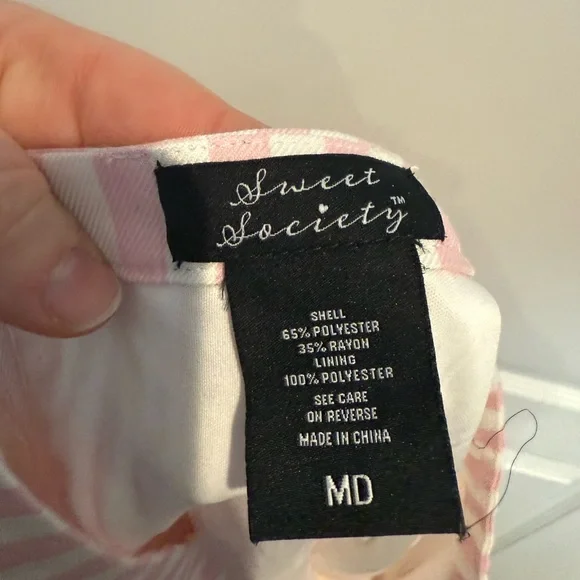 Sweet
Society™
SHELL
65% POLYESTER
35% RAYON
LINING
100% POLYESTER
SEE CARE
ON REVERSE
MADE IN CHINA
MD